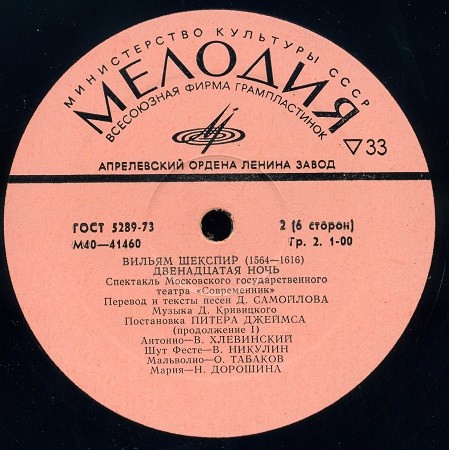 МИНИСТЕРСТВО КУЛЬТУРЫ СССР
МЕЛОДИЯ
ВСЕСОЮЗНАЯ ФИРМА ГРАМПЛАСТИНОК
▽33
АПРЕЛЕВСКИЙ ОРДЕНА ЛЕНИНА ЗАВОД
ГОСТ 5289-73 2 (6 сторон)
М40—41460 Гр. 2. 1-00
ВИЛЬЯМ ШЕКСПИР (1564—1616)
ДВЕНАДЦАТАЯ НОЧЬ
Спектакль Московского государственного
театра «Современник»
Перевод и тексты песен Д. САМОЙЛОВА
Музыка Д. Кривицкого
Постановка ПИТЕРА ДЖЕЙМСА
(продолжение I)
Антонио—В. ХЛЕВИНСКИЙ
Шут Фесте—В. НИКУЛИН
Мальволио—О. ТАБАКОВ
Мария—Н. ДОРОШИНА